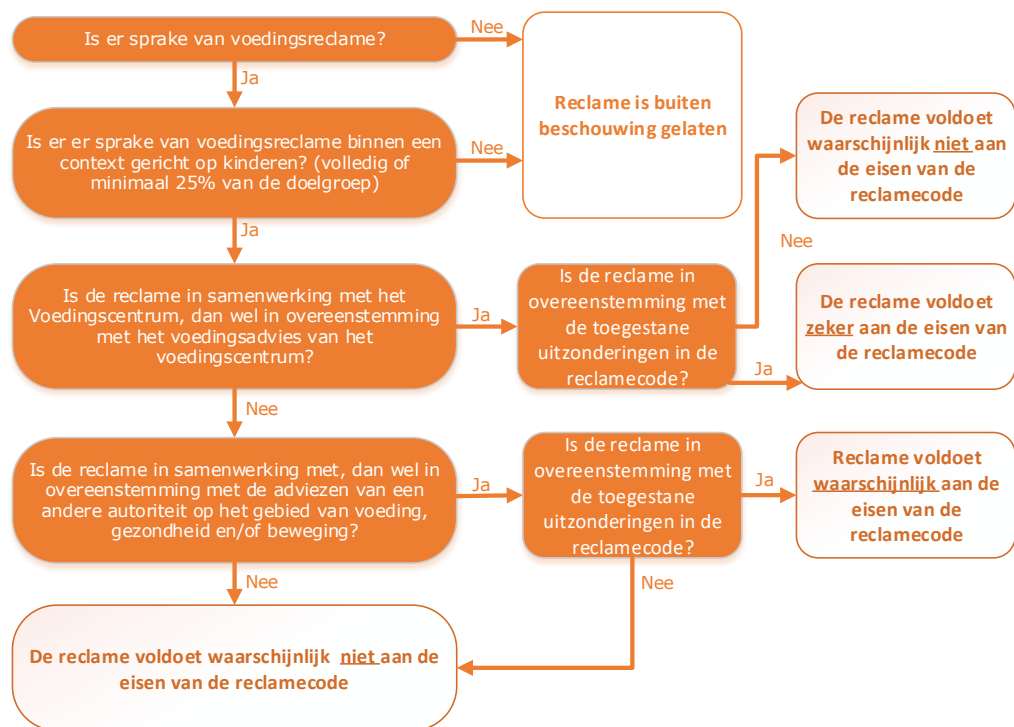 Is er sprake van voedingsreclame?
Nee
Ja
Reclame is buiten
beschouwing gelaten
Is er er sprake van voedingsreclame binnen een
context gericht op kinderen? (volledig of
minimaal 25% van de doelgroep)
Nee
Ja
De reclame voldoet
waarschijnlijk niet aan
de eisen van de
reclamecode
Nee
Is de reclame in samenwerking met het
Voedingscentrum, dan wel in overeenstemming
met het voedingsadvies van het
voedingscentrum?
Ja
Is de reclame in
overeenstemming met
de toegestane
uitzonderingen in de
reclamecode?
De reclame voldoet
zeker aan de eisen van
de reclamecode
Ja
Nee
Is de reclame in samenwerking met, dan wel in
overeenstemming met de adviezen van een
andere autoriteit op het gebied van voeding,
gezondheid en/of beweging?
Ja
Is de reclame in
overeenstemming met
de toegestane
uitzonderingen in de
reclamecode?
Ja
Reclame voldoet
waarschijnlijk aan de
eisen van de
reclamecode
Nee
Nee
De reclame voldoet waarschijnlijk niet aan de
eisen van de reclamecode